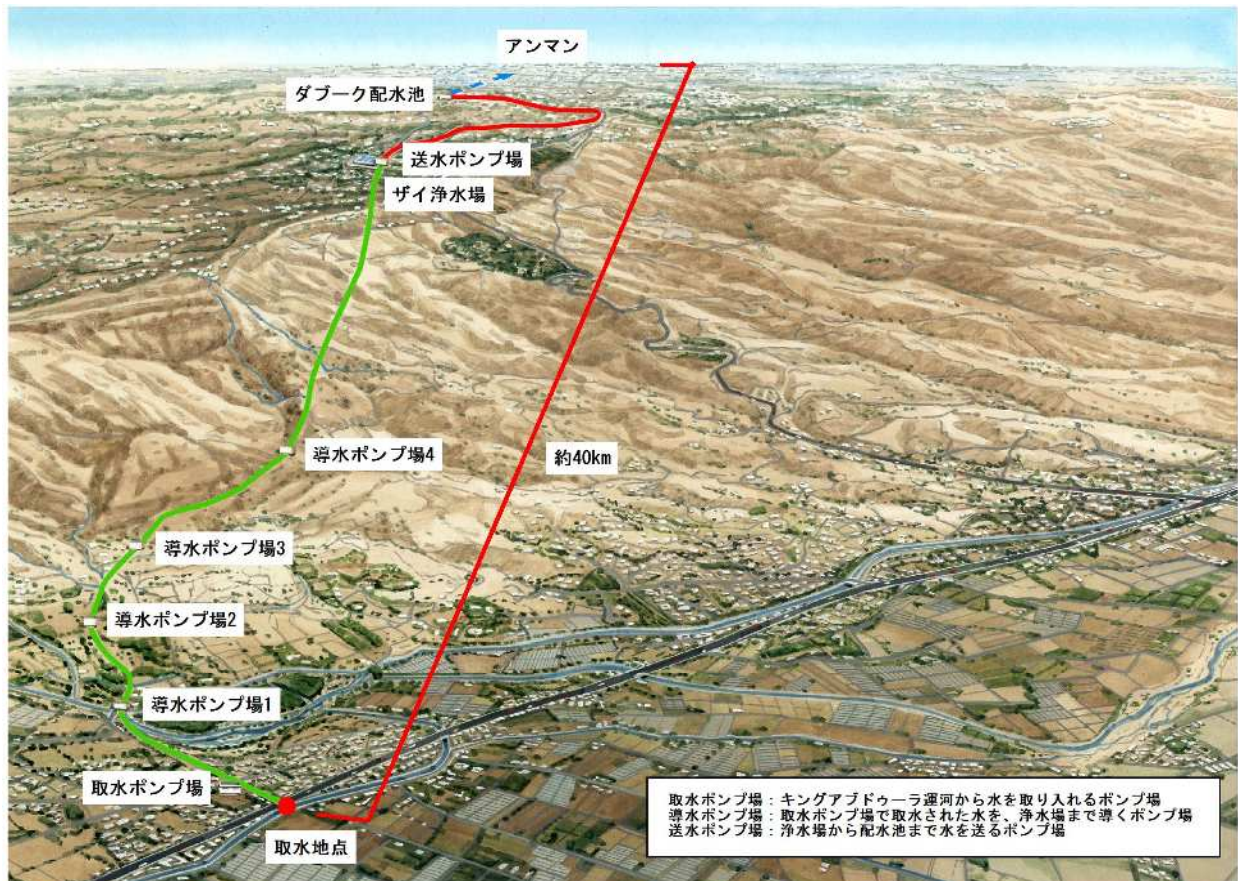 アンマン
ダブーク配水池
送水ポンプ場
ザイ浄水場
導水ポンプ場4
約40km
導水ポンプ場3
導水ポンプ場2
導水ポンプ場1
取水ポンプ場
取水地点
取水ポンプ場：キングアブドゥーラ運河から水を取り入れるポンプ場
導水ポンプ場：取水ポンプ場で取水された水を、浄水場まで導くポンプ場
送水ポンプ場：浄水場から配水池まで水を送るポンプ場